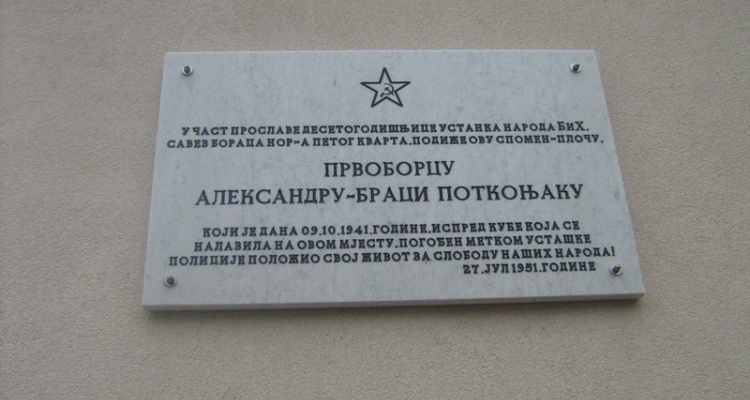 У ЧАСТ ПРОСЛАВЕ ДЕСЕТОГОДИШЊИЦЕ УСТАНКА НАРОДА БиХ.
САВЕЗ БОРАЦА НОР-А ПЕТОГ КВАРТА, ПОДИЖЕ ОВУ СПОМЕН-ПЛОЧУ.
ПРВОБОРЦУ
АЛЕКСАНДРУ-БРАЦИ ПОТКОЊАКУ
КОЈИ ЈЕ ДАНА 09.10.1941. ГОДИНЕ, ИСПРЕД КУЋЕ КОЈА СЕ
НАЛАЗИЛА НА ОВОМ МЈЕСТУ, ПОГОЂЕН МЕТКОМ УСТАШКЕ
ПОЛИЦИЈЕ ПОЛОЖИО СВОЈ ЖИВОТ ЗА СЛОБОДУ НАШИХ НАРОДА!
27. ЈУЛ 1951. ГОДИНЕ